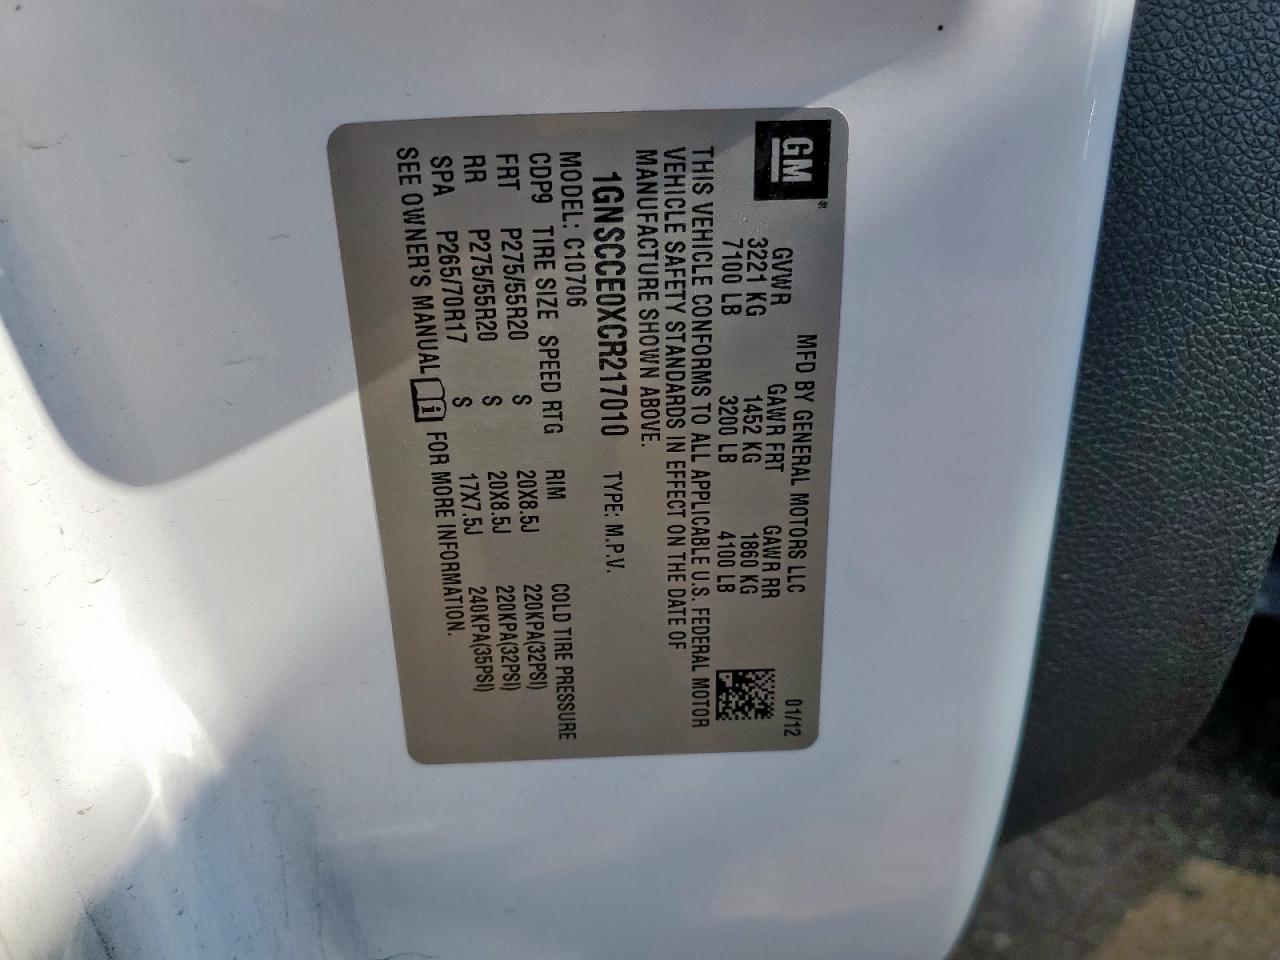 GM
MFD BY GENERAL MOTORS LLC 01/12
GVWR GAWR FRT GAWR RR
3221 KG 1452 KG 1860 KG
7100 LB 3200 LB 4100 LB
THIS VEHICLE CONFORMS TO ALL APPLICABLE U.S. FEDERAL MOTOR
VEHICLE SAFETY STANDARDS IN EFFECT ON THE DATE OF
MANUFACTURE SHOWN ABOVE.
1GNSCCE0XCR217010 TYPE: M.P.V.
MODEL: C10706
CDP9 TIRE SIZE SPEED RTG RIM COLD TIRE PRESSURE
FRT P275/55R20 S 20X8.5J 220KPA(32PSI)
RR P275/55R20 S 20X8.5J 220KPA(32PSI)
SPA P265/70R17 S 17X7.5J 240KPA(35PSI)
SEE OWNER'S MANUAL i FOR MORE INFORMATION.